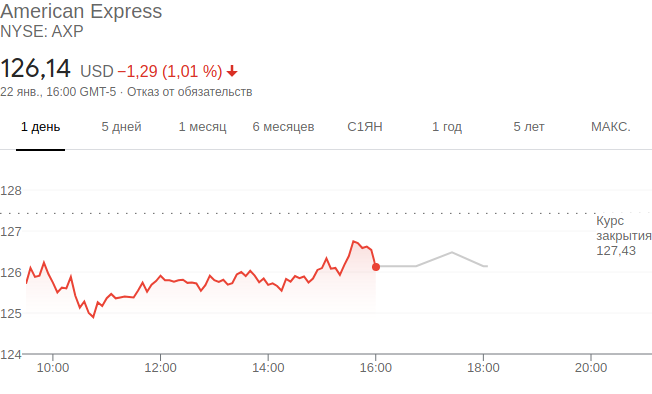 American Express
NYSE: AXP
126,14 USD −1,29 (1,01 %)
22 янв., 16:00 GMT-5 · Отказ от обязательств
1 день 5 дней 1 месяц 6 месяцев С1ЯН 1 год 5 лет МАКС.
128
127
126
125
124
Курс
закрытия
127,43
10:00 12:00 14:00 16:00 18:00 20:00